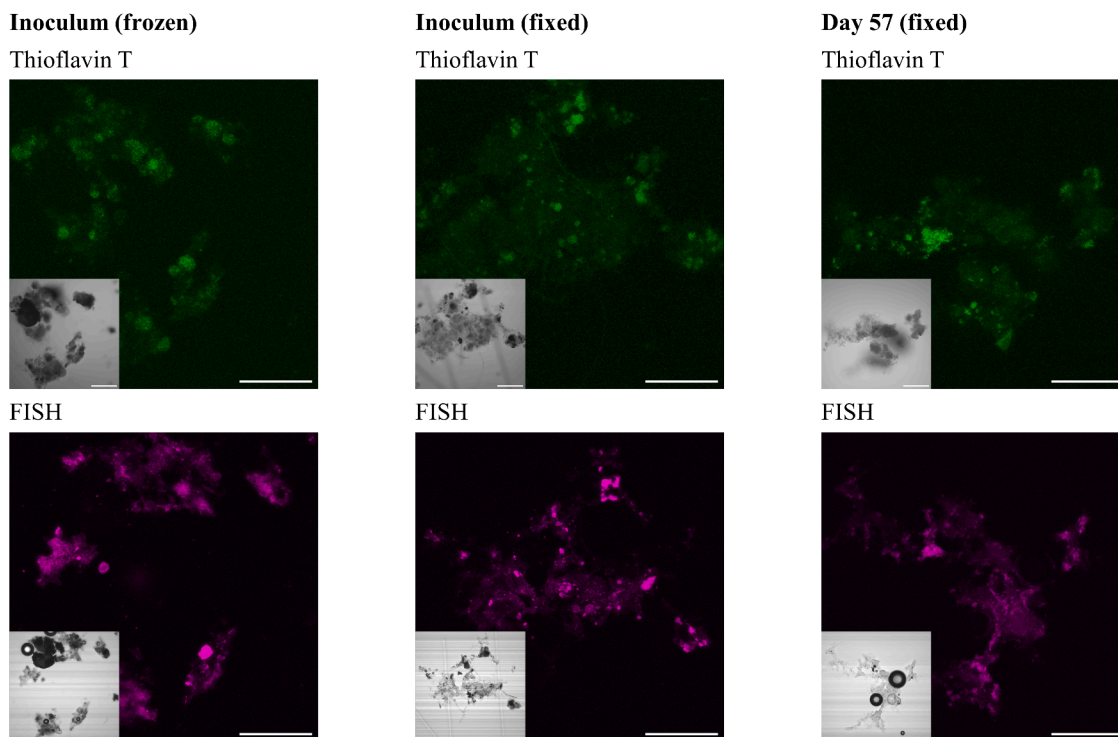 Inoculum (frozen)
Inoculum (fixed)
Day 57 (fixed)
Thioflavin T
Thioflavin T
Thioflavin T
FISH
FISH
FISH